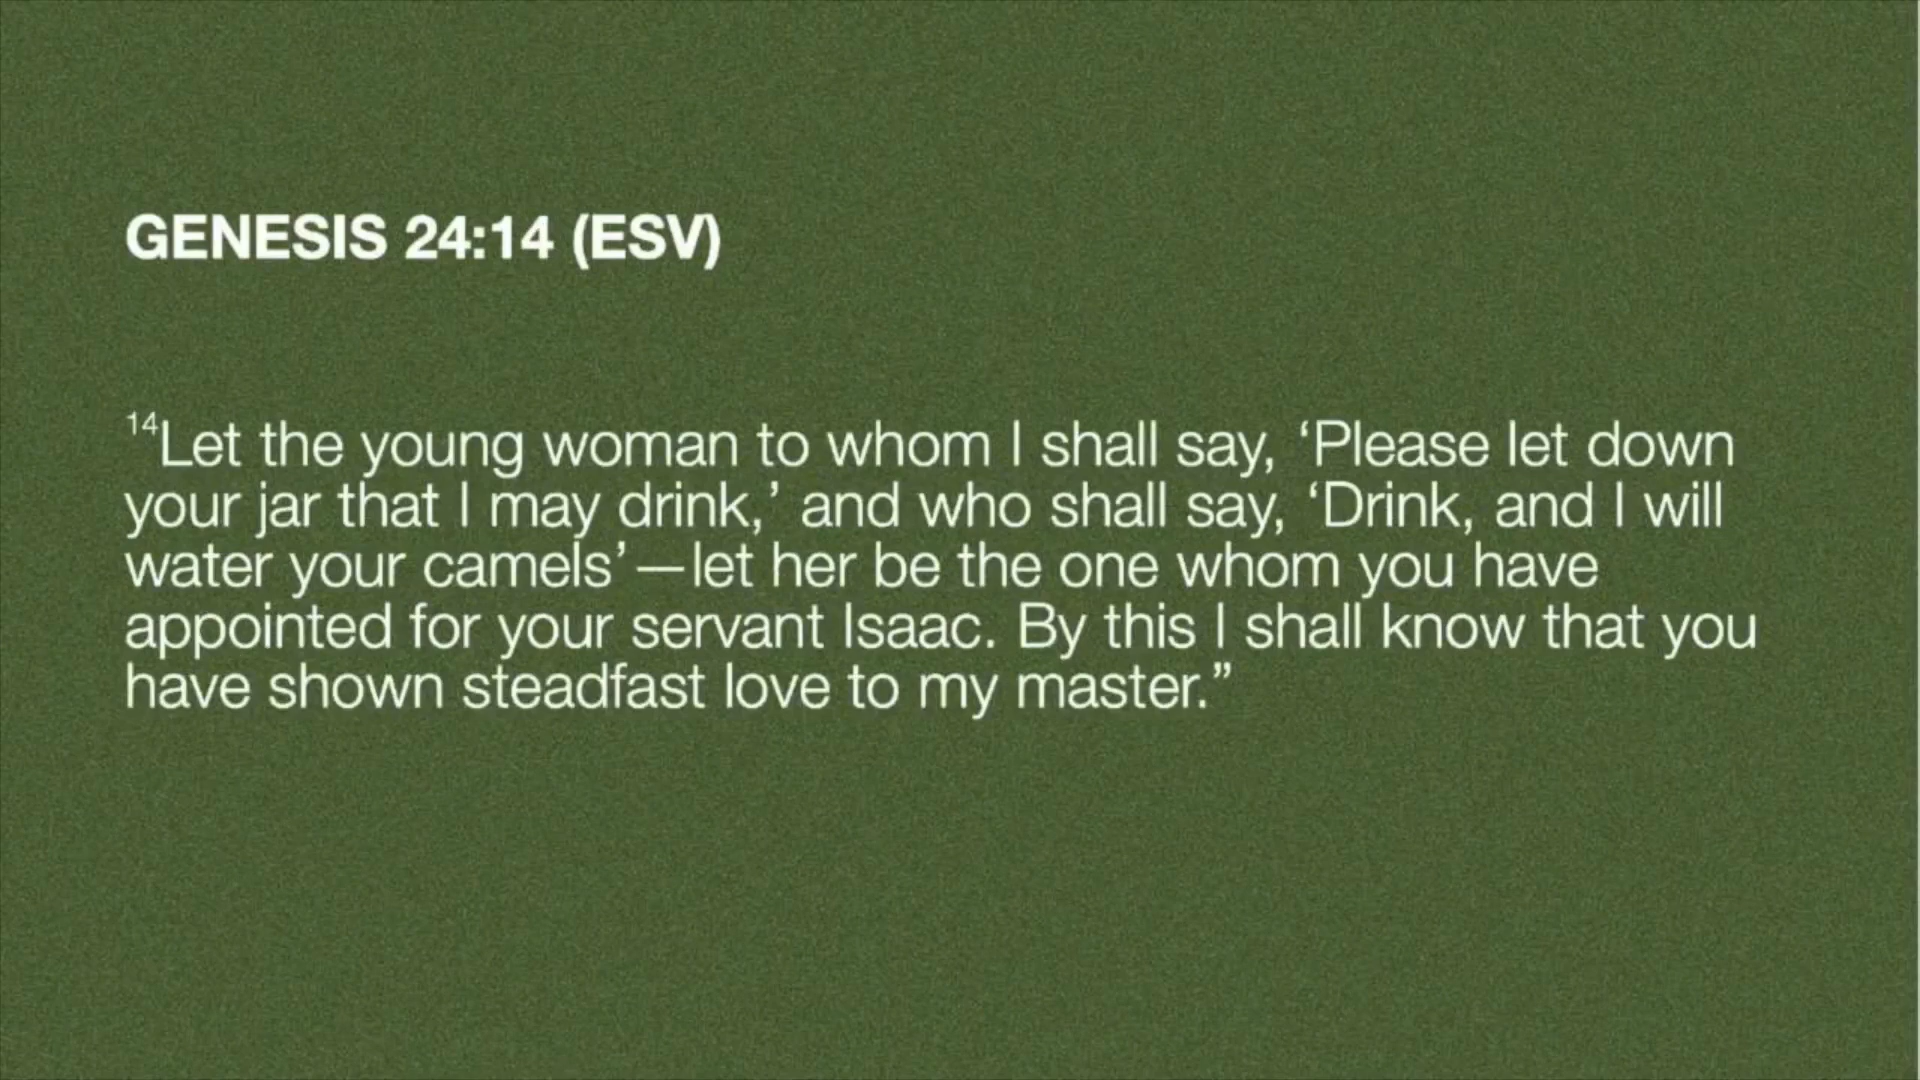 GENESIS 24:14 (ESV)
¹⁴Let the young woman to whom I shall say, ‘Please let down
your jar that I may drink,’ and who shall say, ‘Drink, and I will
water your camels’—let her be the one whom you have
appointed for your servant Isaac. By this I shall know that you
have shown steadfast love to my master.”